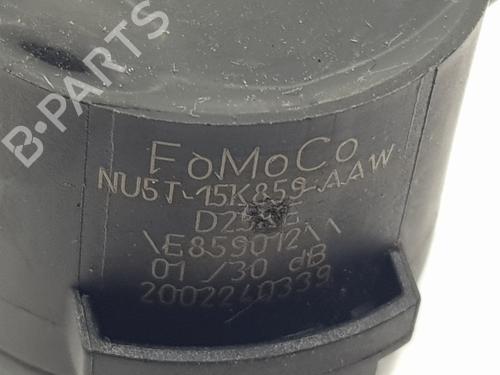 B-PARTS
FoMoCo
NU5T-15K859-AAW
\E859012\\
01 /30 dB
2002240339